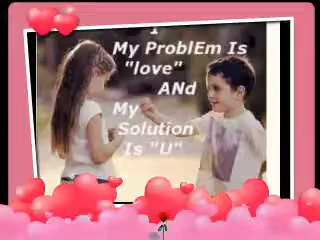 My ProblEm Is
"love"
ANd
My
Solution
Is "U"